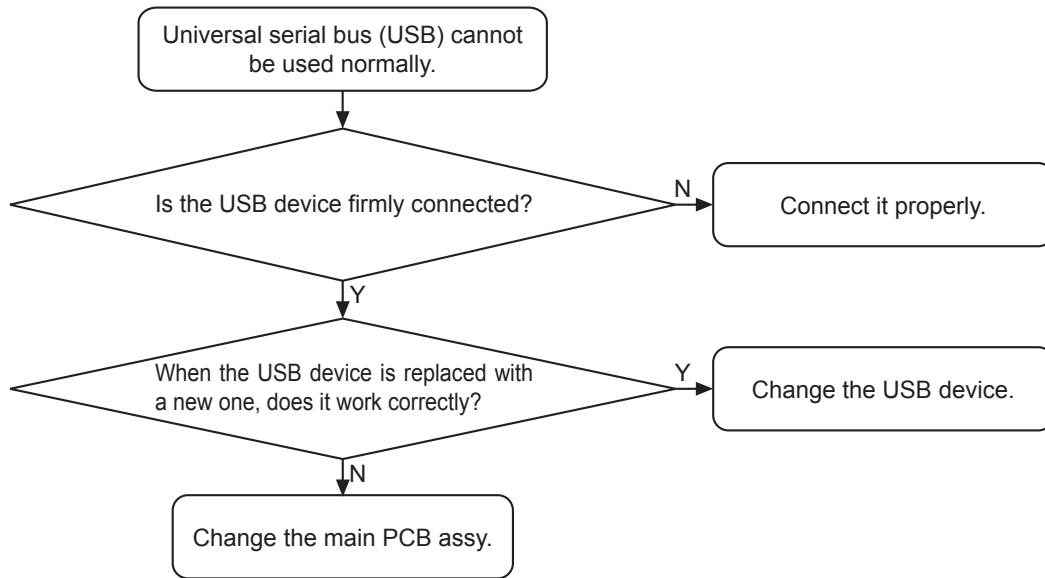 Universal serial bus (USB) cannot
be used normally.
Is the USB device firmly connected?
N
Connect it properly.
Y
When the USB device is replaced with
a new one, does it work correctly?
Y
Change the USB device.
N
Change the main PCB assy.